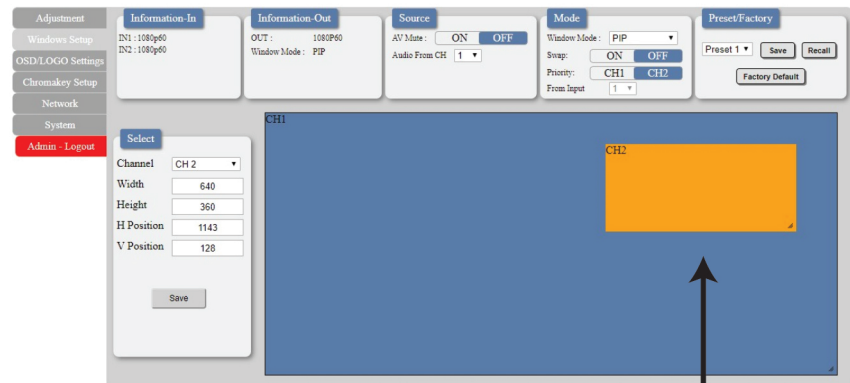 Adjustment
Windows Setup
OSD/LOGO Settings
Chromakey Setup
Network
System
Admin - Logout
Information-In
IN1 : 1080p60
IN2 : 1080p60
Information-Out
OUT : 1080P60
Window Mode : PIP
Source
AV Mute : ON OFF
Audio From CH 1
Mode
Window Mode : PIP
Swap: ON OFF
Priority: CH1 CH2
From Input 1
Preset/Factory
Preset 1 Save Recall
Factory Default
Select
Channel CH 2
Width 640
Height 360
H Position 1143
V Position 128
Save
CH1
CH2